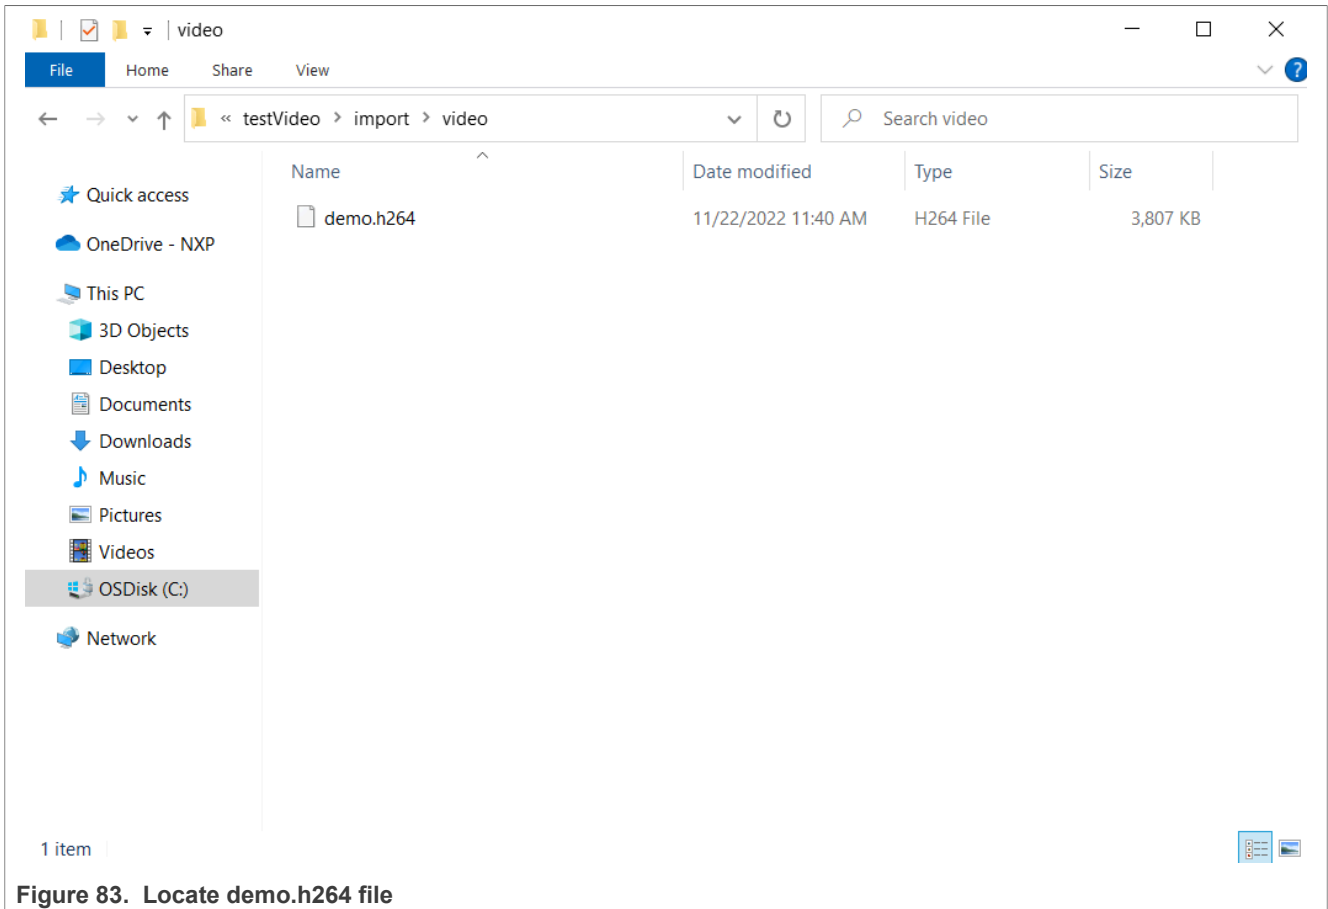 video
File Home Share View
« testVideo > import > video
Search video
Name Date modified Type Size
demo.h264 11/22/2022 11:40 AM H264 File 3,807 KB
Quick access
OneDrive - NXP
This PC
3D Objects
Desktop
Documents
Downloads
Music
Pictures
Videos
OSDisk (C:)
Network
1 item
Figure 83. Locate demo.h264 file